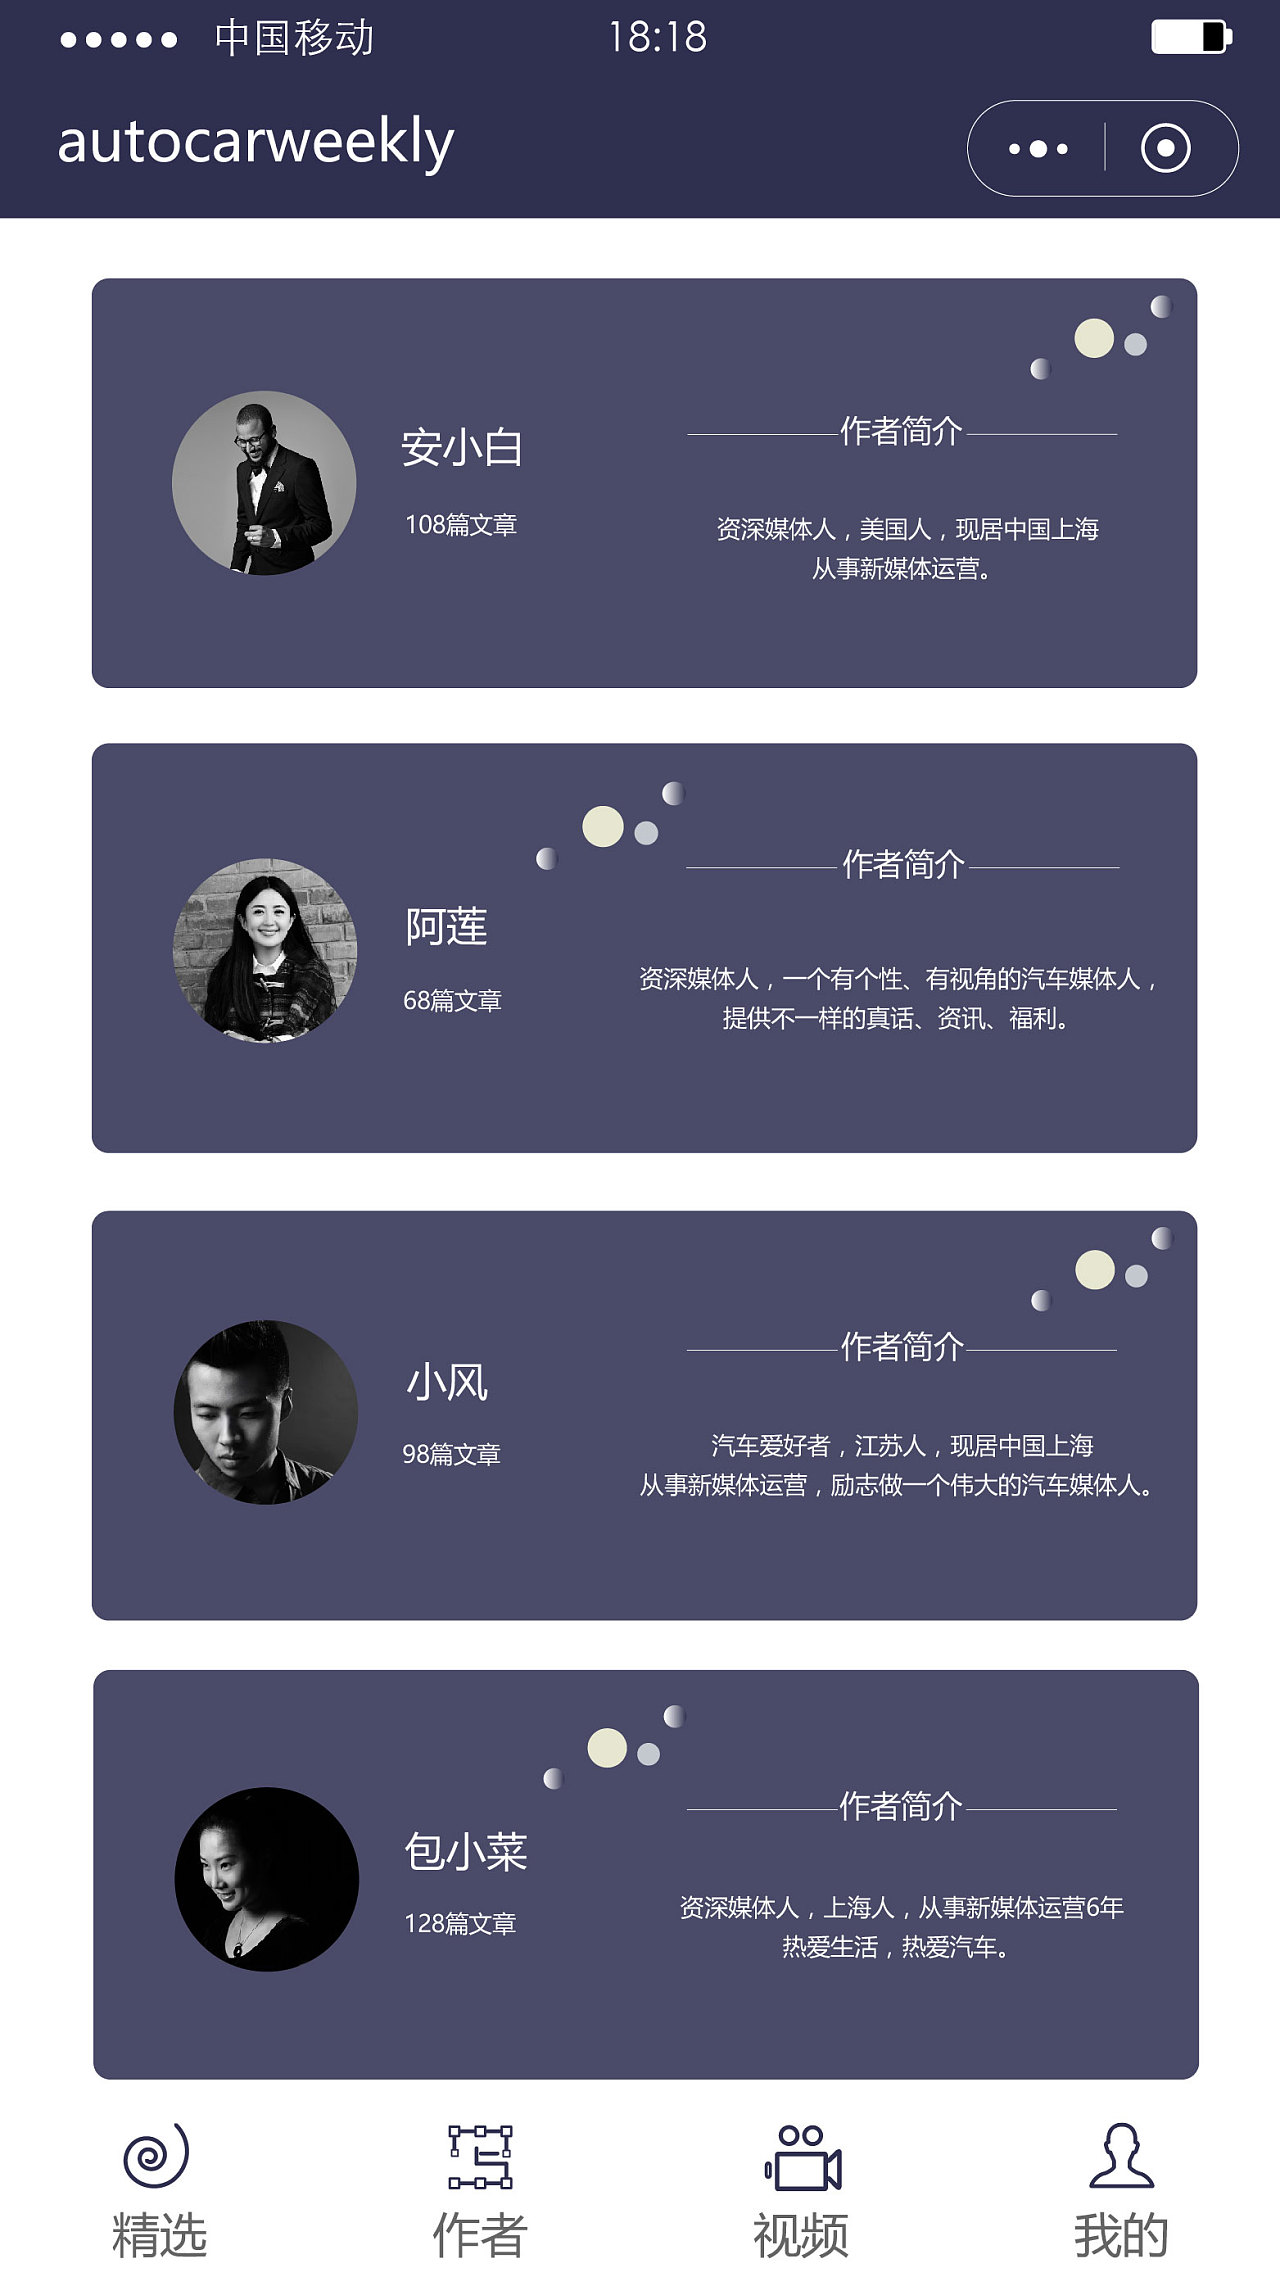 中国移动 18:18
autocarweekly
安小白
108篇文章
作者简介
资深媒体人，美国人，现居中国上海
从事新媒体运营。
阿莲
68篇文章
作者简介
资深媒体人，一个有个性、有视角的汽车媒体人，
提供不一样的真话、资讯、福利。
小风
98篇文章
作者简介
汽车爱好者，江苏人，现居中国上海
从事新媒体运营，励志做一个伟大的汽车媒体人。
包小菜
128篇文章
作者简介
资深媒体人，上海人，从事新媒体运营6年
热爱生活，热爱汽车。
精选 作者 视频 我的